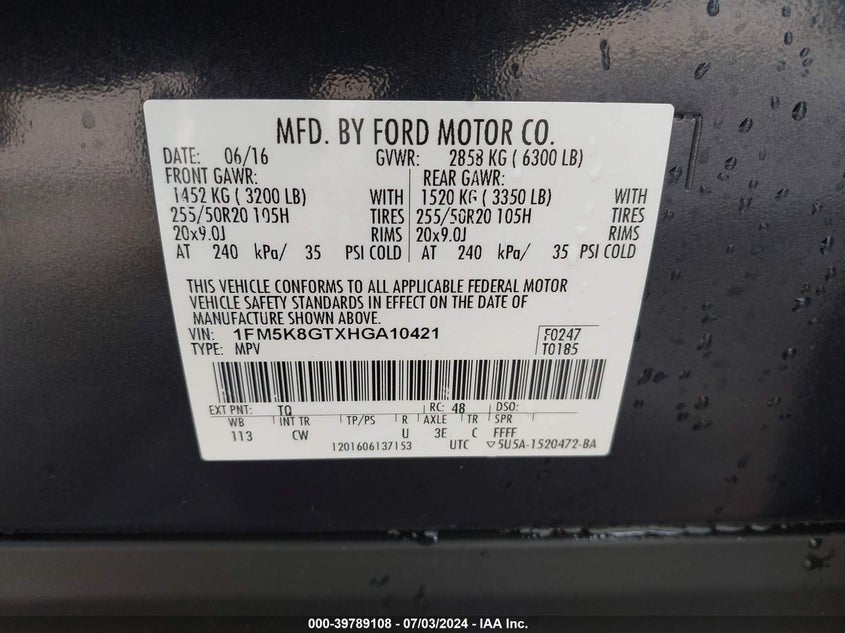 MFD. BY FORD MOTOR CO.
DATE: 06/16 GVWR: 2858 KG ( 6300 LB)
FRONT GAWR: REAR GAWR:
1452 KG ( 3200 LB) WITH 1520 KG ( 3350 LB) WITH
255/50R20 105H TIRES 255/50R20 105H TIRES
20x9.0J RIMS 20x9.0J RIMS
AT 240 kPa/ 35 PSI COLD AT 240 kPa/ 35 PSI COLD
THIS VEHICLE CONFORMS TO ALL APPLICABLE FEDERAL MOTOR
VEHICLE SAFETY STANDARDS IN EFFECT ON THE DATE OF
MANUFACTURE SHOWN ABOVE.
VIN: 1FM5K8GTXHGA10421 F0247
TYPE: MPV T0185
EXT PNT: TQ RC: 48 DSO:
WB INT TR TP/PS R AXLE TR SPR
113 CW U 3E C FFFF
1201606137153 UTC ▽5U5A-1520472-BA
000-39789108 - 07/03/2024 - IAA Inc.